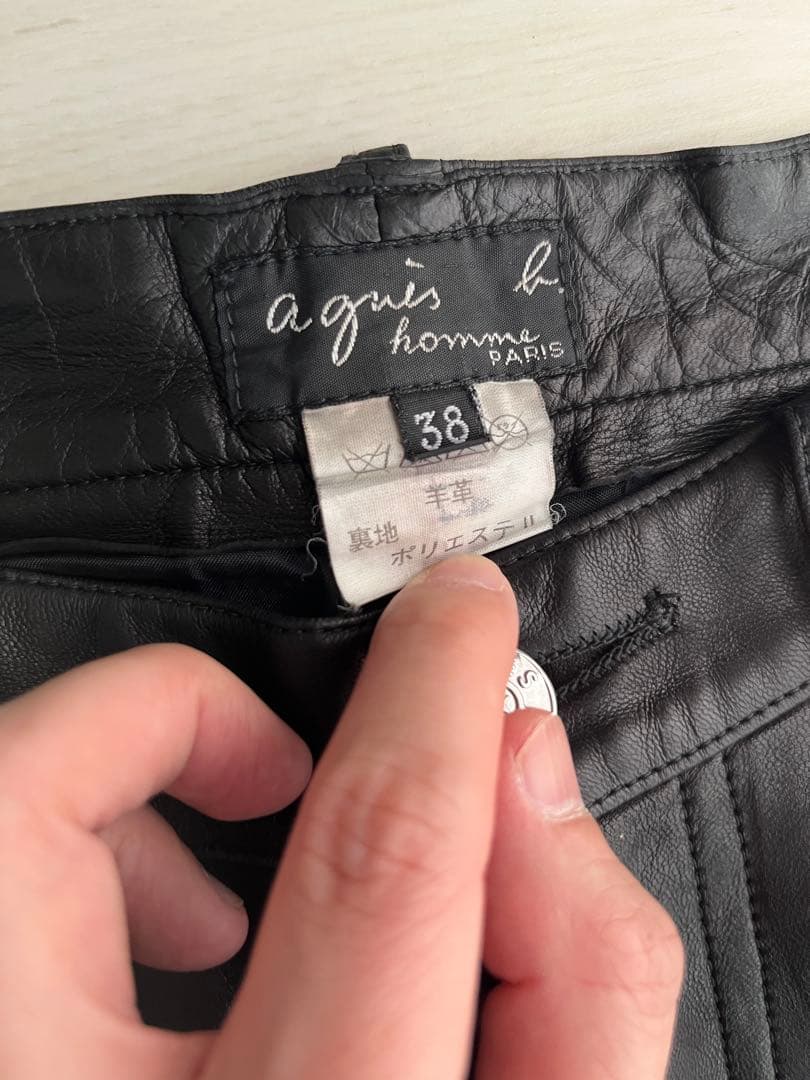 agnès b.
homme
PARIS
38
羊革
裏地
ポリエステル